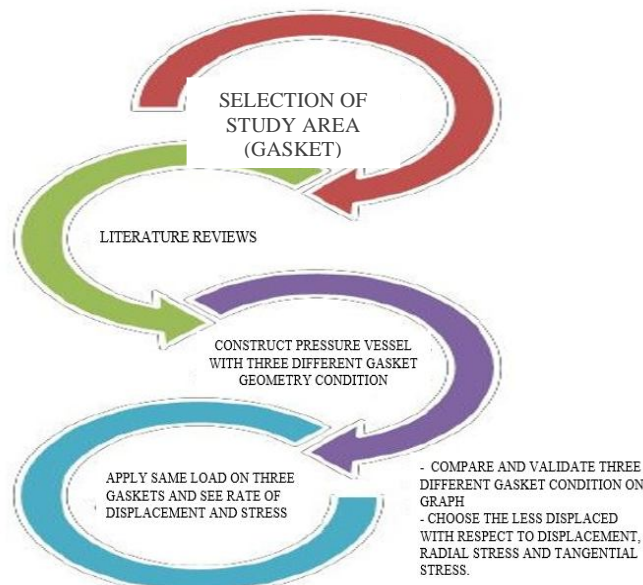 SELECTION OF
STUDY AREA
(GASKET)
LITERATURE REVIEWS
CONSTRUCT PRESSURE VESSEL
WITH THREE DIFFERENT GASKET
GEOMETRY CONDITION
APPLY SAME LOAD ON THREE
GASKETS AND SEE RATE OF
DISPLACEMENT AND STRESS
- COMPARE AND VALIDATE THREE
DIFFERENT GASKET CONDITION ON
GRAPH
- CHOOSE THE LESS DISPLACED
WITH RESPECT TO DISPLACEMENT,
RADIAL STRESS AND TANGENTIAL
STRESS.